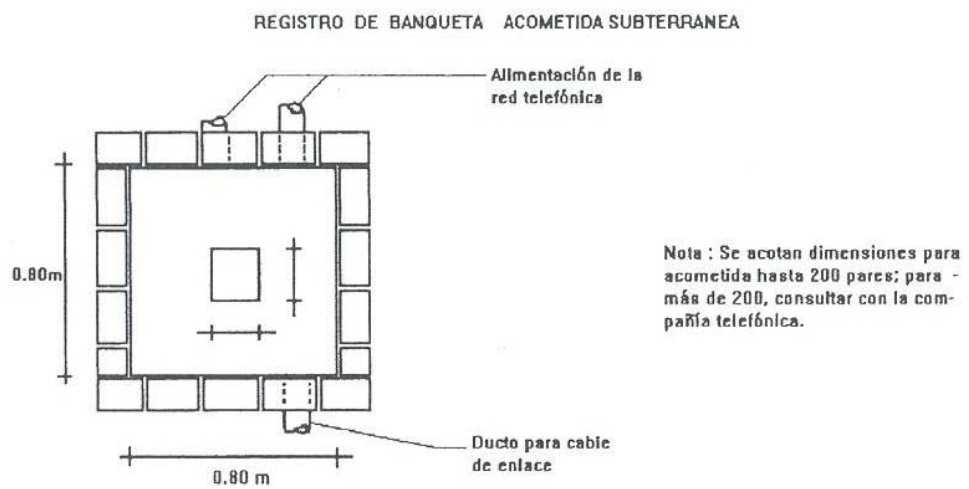 REGISTRO DE BANQUETA ACOMETIDA SUBTERRANEA
Alimentación de la
red telefónica
0.80m
Nota : Se acotan dimensiones para
acometida hasta 200 pares; para -
más de 200, consultar con la com-
pañía telefónica.
Ducto para cable
de enlace
0.80 m